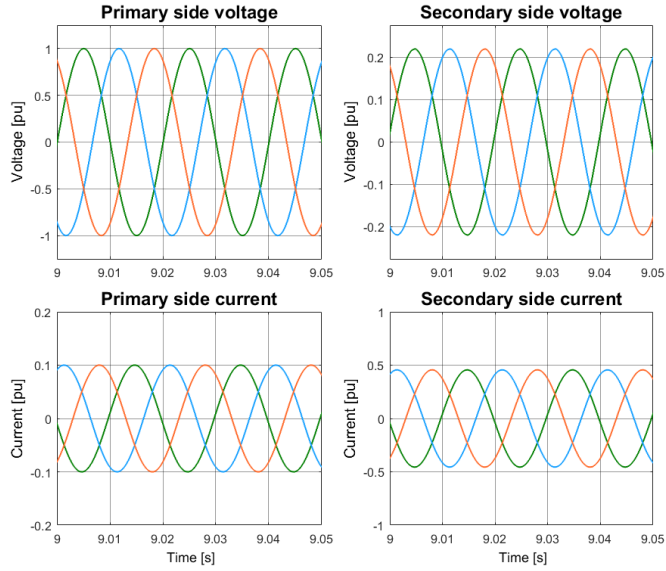 Primary side voltage
Voltage [pu]
1
0.5
0
-0.5
-1
9 9.01 9.02 9.03 9.04 9.05
Secondary side voltage
Voltage [pu]
0.2
0.1
0
-0.1
-0.2
9 9.01 9.02 9.03 9.04 9.05
Primary side current
Current [pu]
0.2
0.1
0
-0.1
-0.2
9 9.01 9.02 9.03 9.04 9.05
Time [s]
Secondary side current
Current [pu]
1
0.5
0
-0.5
-1
9 9.01 9.02 9.03 9.04 9.05
Time [s]